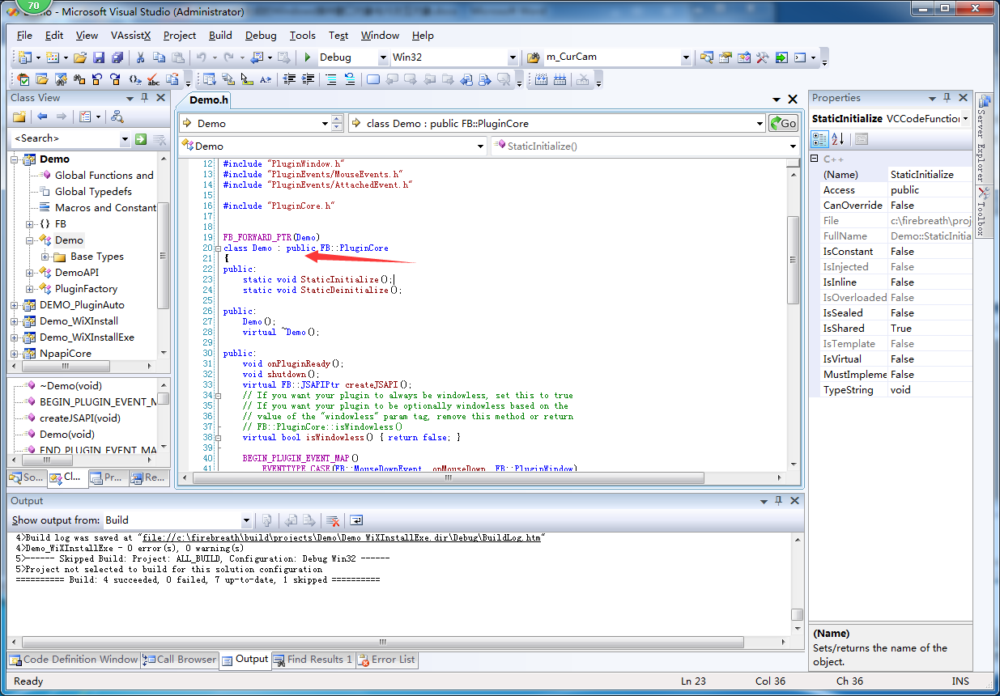 70
Demo - Microsoft Visual Studio (Administrator)
File Edit View VAssistX Project Build Debug Tools Test Window Help
Debug Win32 m_CurCam
Class View
<Search>
Demo
Global Functions and
Global Typedefs
Macros and Constant
{} FB
Demo
Base Types
DemoAPI
PluginFactory
DEMO_PluginAuto
Demo_WiXInstall
Demo_WiXInstallExe
NpapiCore
~Demo(void)
BEGIN_PLUGIN_EVENT_M
createJSAPI(void)
Demo(void)
END_PLUGIN_EVENT_MA
So... Cl... Pr... Re...
Demo.h
Demo class Demo : public FB::PluginCore Go
Demo StaticInitialize()
12 #include "PluginWindow.h"
13 #include "PluginEvents/MouseEvents.h"
14 #include "PluginEvents/AttachedEvent.h"
15
16 #include "PluginCore.h"
17
18
19 FB_FORWARD_PTR(Demo)
20 class Demo : public FB::PluginCore
21 {
22 public:
23 static void StaticInitialize();
24 static void StaticDeinitialize();
25
26 public:
27 Demo();
28 virtual ~Demo();
29
30 public:
31 void onPluginReady();
32 void shutdown();
33 virtual FB::JSAPIPtr createJSAPI();
34 // If you want your plugin to always be windowless, set this to true
35 // If you want your plugin to be optionally windowless based on the
36 // value of the "windowless" param tag, remove this method or return
37 // FB::PluginCore::isWindowless()
38 virtual bool isWindowless() { return false; }
39
40 BEGIN_PLUGIN_EVENT_MAP()
41 EVENTTYPE_CASE(FB::MouseDownEvent, onMouseDown, FB::PluginWindow)
Properties
StaticInitialize VCCodeFunction
C++
(Name) StaticInitialize
Access public
CanOverride False
File c:\firebreath\proj
FullName Demo::StaticInitia
IsConstant False
IsInjected False
IsInline False
IsOverloaded False
IsSealed False
IsShared True
IsTemplate False
IsVirtual False
MustImpleme False
TypeString void
(Name)
Sets/returns the name of the
object.
Server Explorer
Toolbox
Output
Show output from: Build
4>Build log was saved at "file://c:\firebreath\build\projects\Demo\Demo_WiXInstallExe.dir\Debug\BuildLog.htm"
4>Demo_WiXInstallExe - 0 error(s), 0 warning(s)
5>------ Skipped Build: Project: ALL_BUILD, Configuration: Debug Win32 ------
5>Project not selected to build for this solution configuration
========== Build: 4 succeeded, 0 failed, 7 up-to-date, 1 skipped ==========
Code Definition Window Call Browser Output Find Results 1 Error List
Ready Ln 23 Col 36 Ch 36 INS